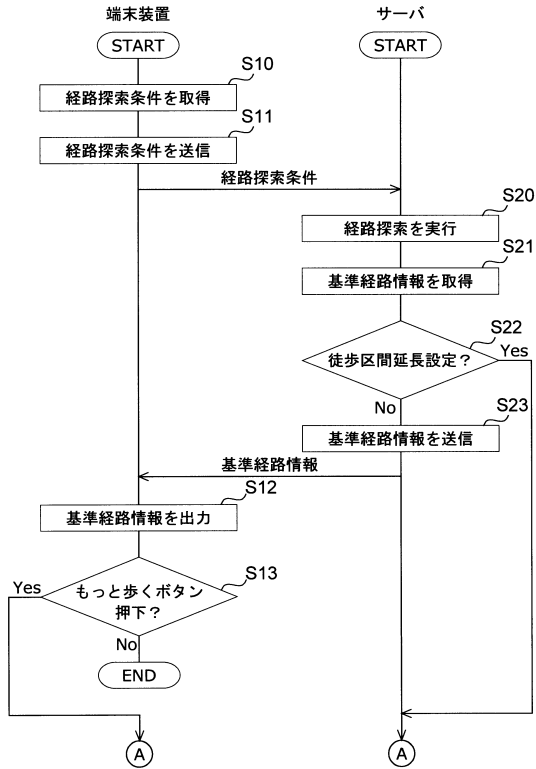 端末装置
サーバ
START
START
S10
経路探索条件を取得
S11
経路探索条件を送信
経路探索条件
S20
経路探索を実行
S21
基準経路情報を取得
S22
徒歩区間延長設定？
Yes
No
S23
基準経路情報を送信
基準経路情報
S12
基準経路情報を出力
S13
もっと歩くボタン
押下？
Yes
No
END
A
A